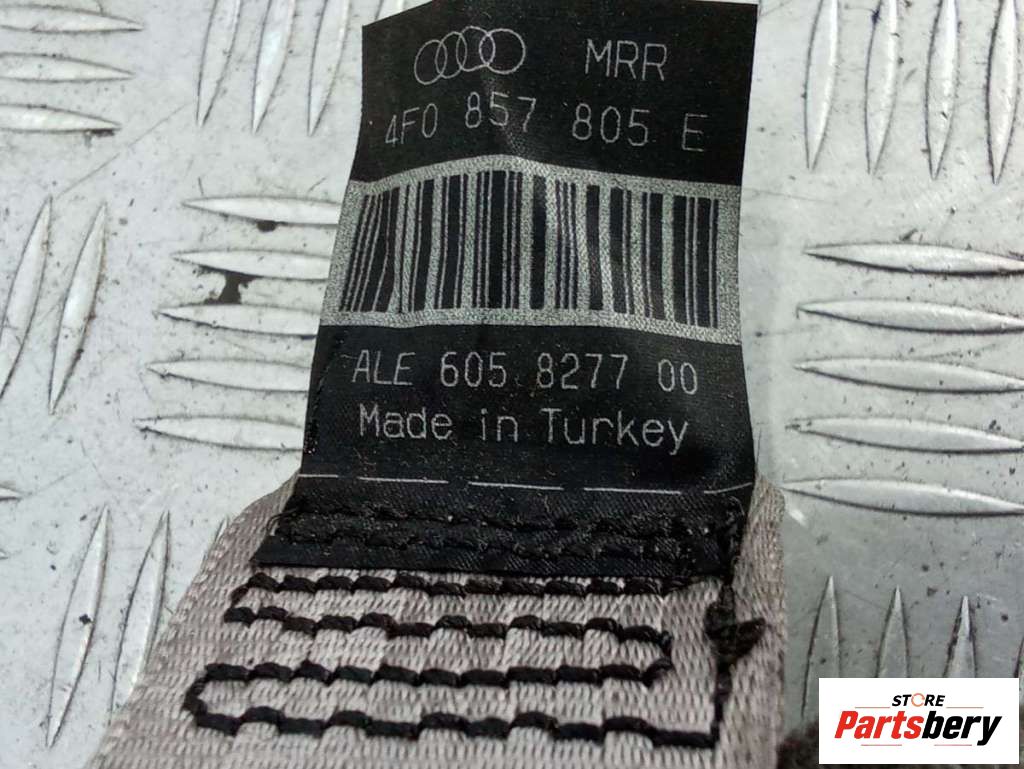 MRR
4F0 857 805 E
ALE 605 8277 00
Made in Turkey
STORE
Partsbery